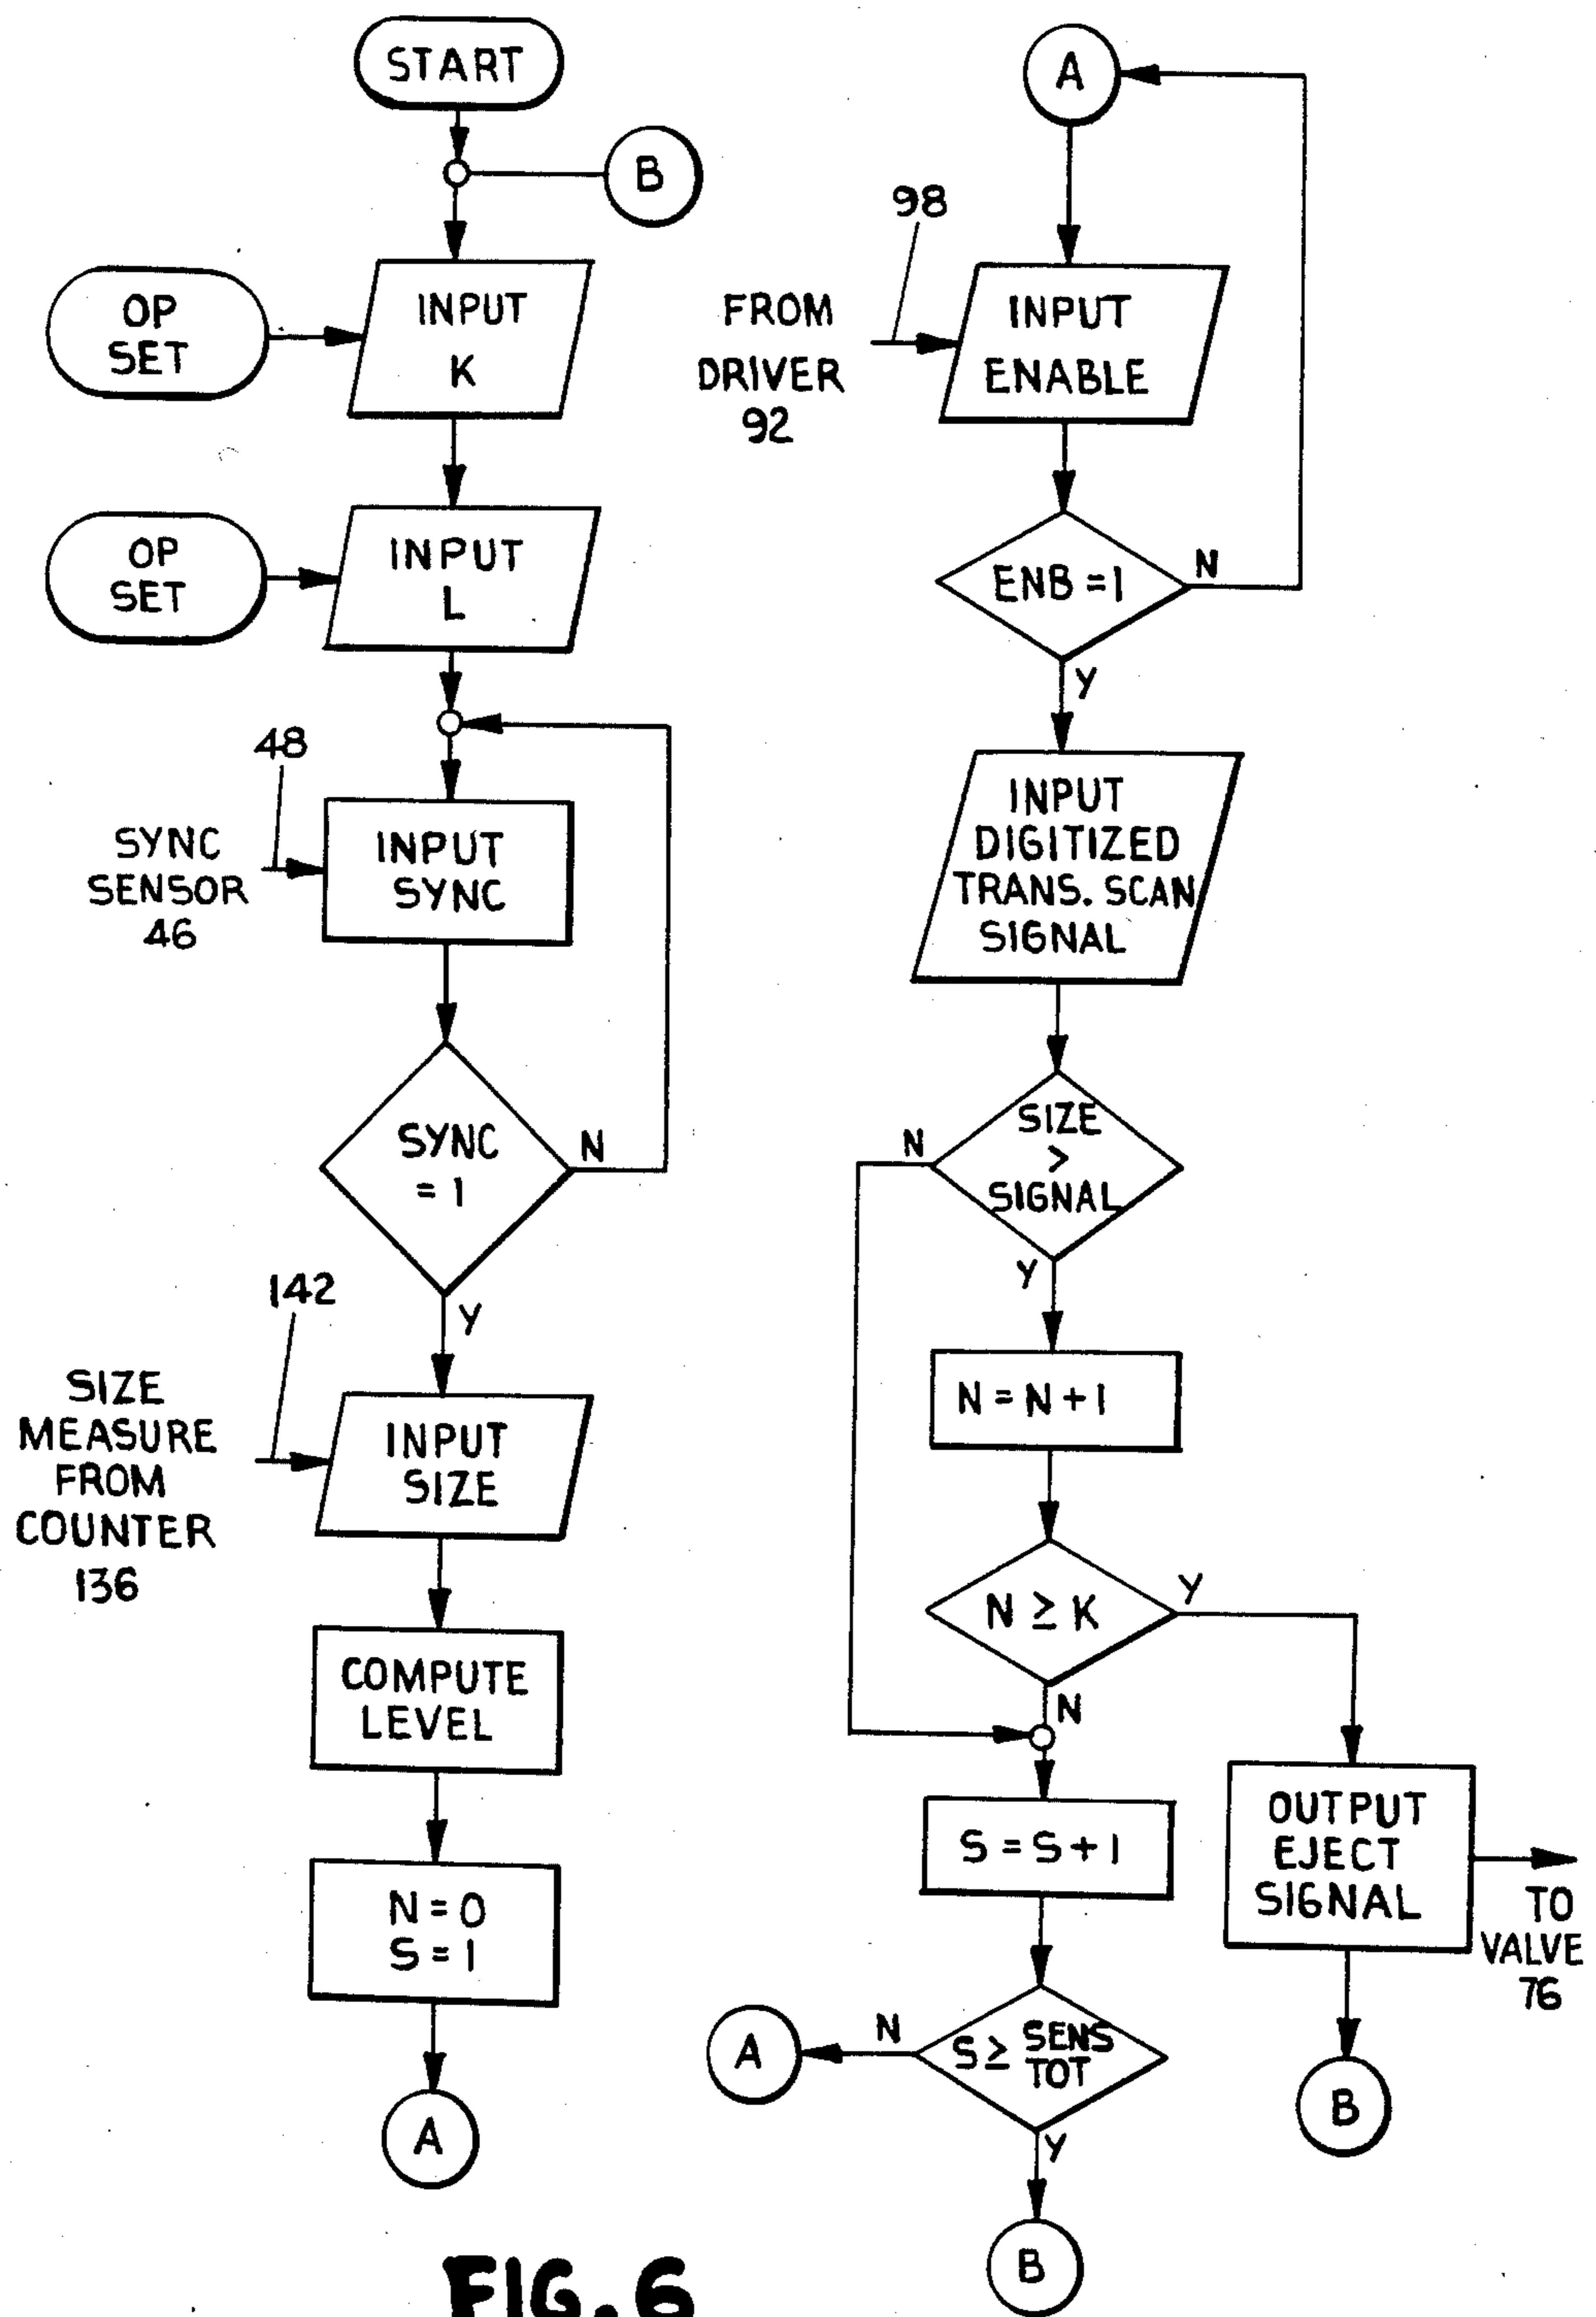 START
B
OP
SET
INPUT
K
OP
SET
INPUT
L
48
SYNC
SENSOR
46
INPUT
SYNC
SYNC
= 1
N
Y
142
SIZE
MEASURE
FROM
COUNTER
136
INPUT
SIZE
COMPUTE
LEVEL
N = 0
S = 1
A
A
98
FROM
DRIVER
92
INPUT
ENABLE
ENB = 1
N
Y
INPUT
DIGITIZED
TRANS. SCAN
SIGNAL
SIZE
>
SIGNAL
N
Y
N = N + 1
N ≥ K
Y
N
S = S + 1
OUTPUT
EJECT
SIGNAL
TO
VALVE
76
B
S ≥ SENS
TOT
N
A
Y
B
FIG. 6